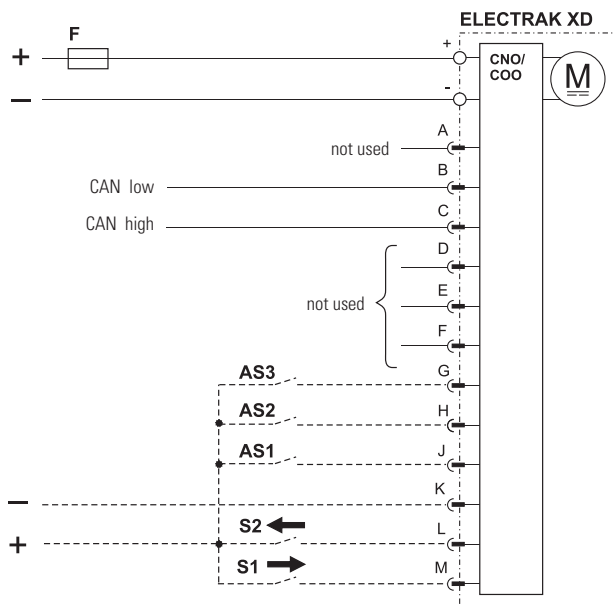 ELECTRAK XD
F
+
+
CNO/
COO
M
–
-
A
not used
B
CAN low
C
CAN high
D
E
not used
F
AS3
G
AS2
H
AS1
J
K
–
S2
L
+
S1
M